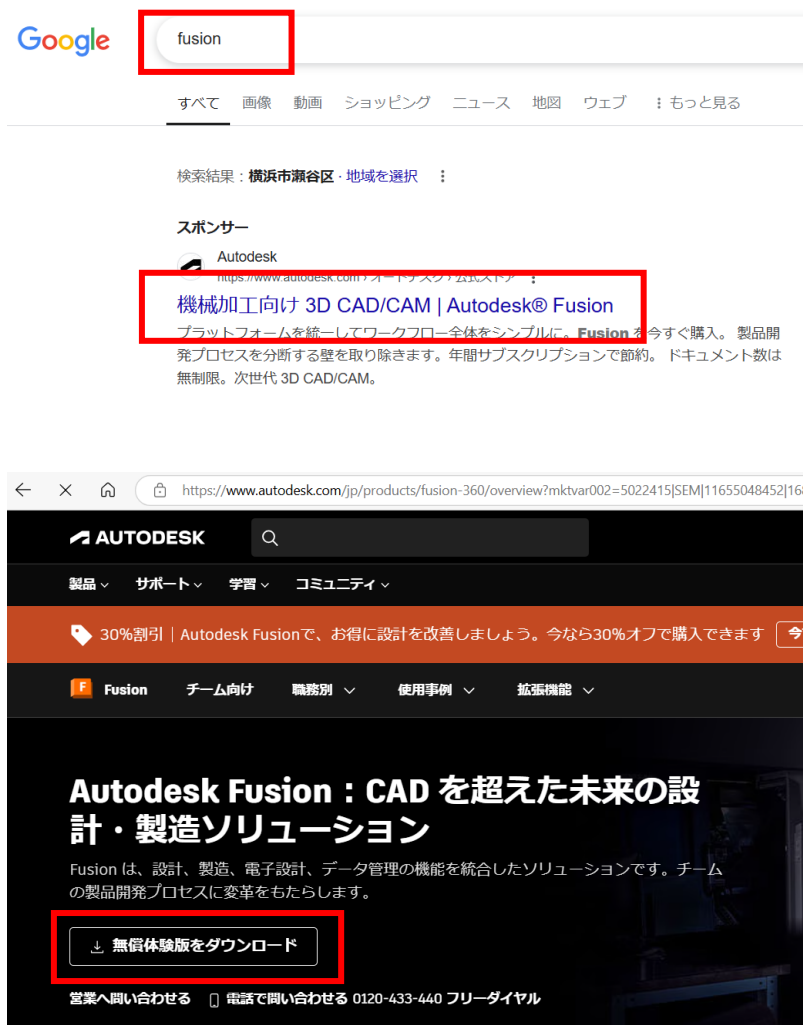 Google
fusion
すべて 画像 動画 ショッピング ニュース 地図 ウェブ もっと見る
検索結果：横浜市瀬谷区・地域を選択
スポンサー
Autodesk
https://www.autodesk.com › オートデスク › 公式ストア
機械加工向け 3D CAD/CAM | Autodesk® Fusion
プラットフォームを統一してワークフロー全体をシンプルに。Fusion を今すぐ購入。 製品開
発プロセスを分断する壁を取り除きます。年間サブスクリプションで節約。 ドキュメント数は
無制限。次世代 3D CAD/CAM。
https://www.autodesk.com/jp/products/fusion-360/overview?mktvar002=5022415|SEM|11655048452|16
AUTODESK
製品 サポート 学習 コミュニティ
30%割引｜Autodesk Fusionで、お得に設計を改善しましょう。今なら30%オフで購入できます
F Fusion チーム向け 職務別 使用事例 拡張機能
Autodesk Fusion：CAD を超えた未来の設
計・製造ソリューション
Fusion は、設計、製造、電子設計、データ管理の機能を統合したソリューションです。チーム
の製品開発プロセスに変革をもたらします。
無償体験版をダウンロード
営業へ問い合わせる 電話で問い合わせる 0120-433-440 フリーダイヤル